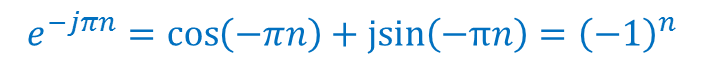 e^{-jπn} = cos(−πn) + jsin(−πn) = (−1)^n